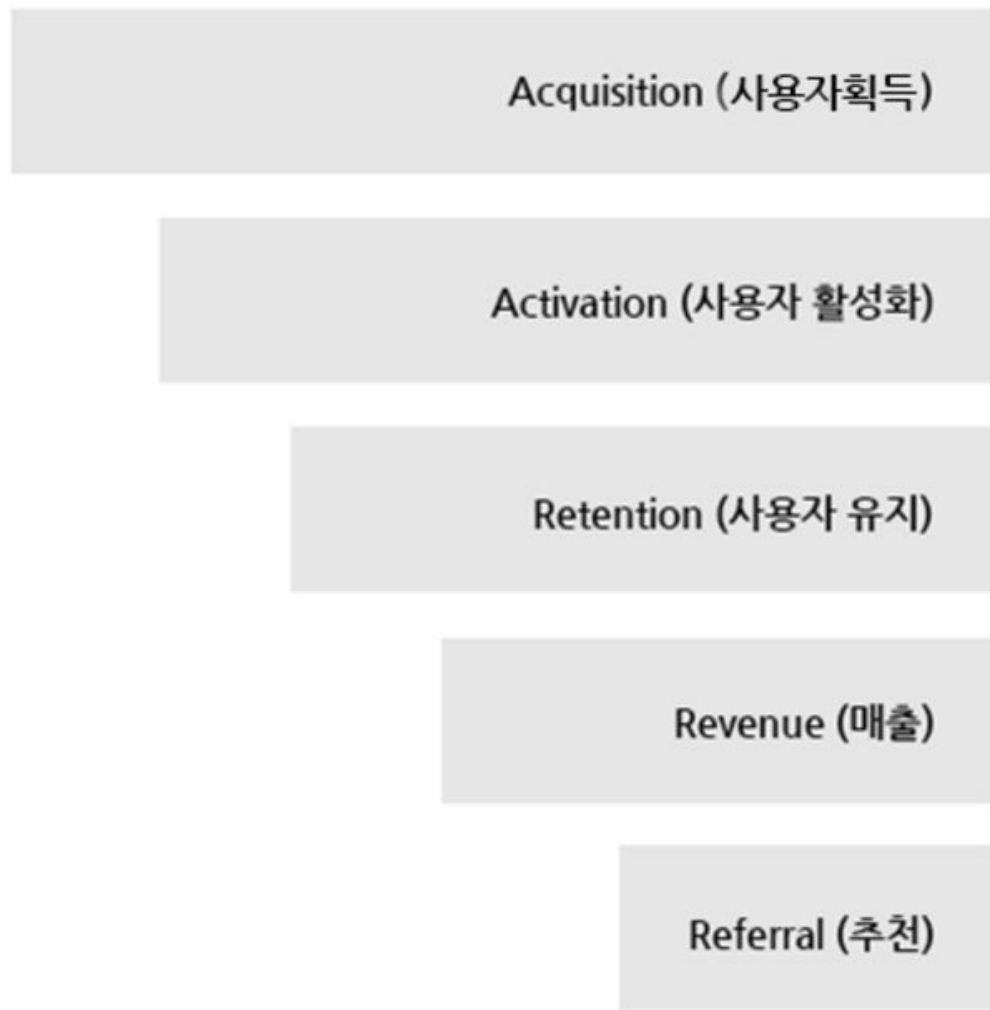 Acquisition (사용자획득)
Activation (사용자 활성화)
Retention (사용자 유지)
Revenue (매출)
Referral (추천)